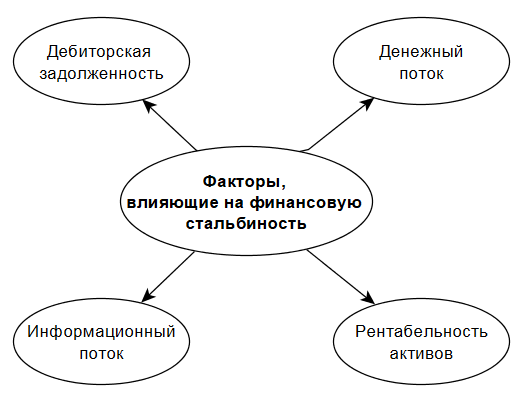 Дебиторская
задолженность
Денежный
поток
Факторы,
влияющие на финансовую
стальбиность
Информационный
поток
Рентабельность
активов